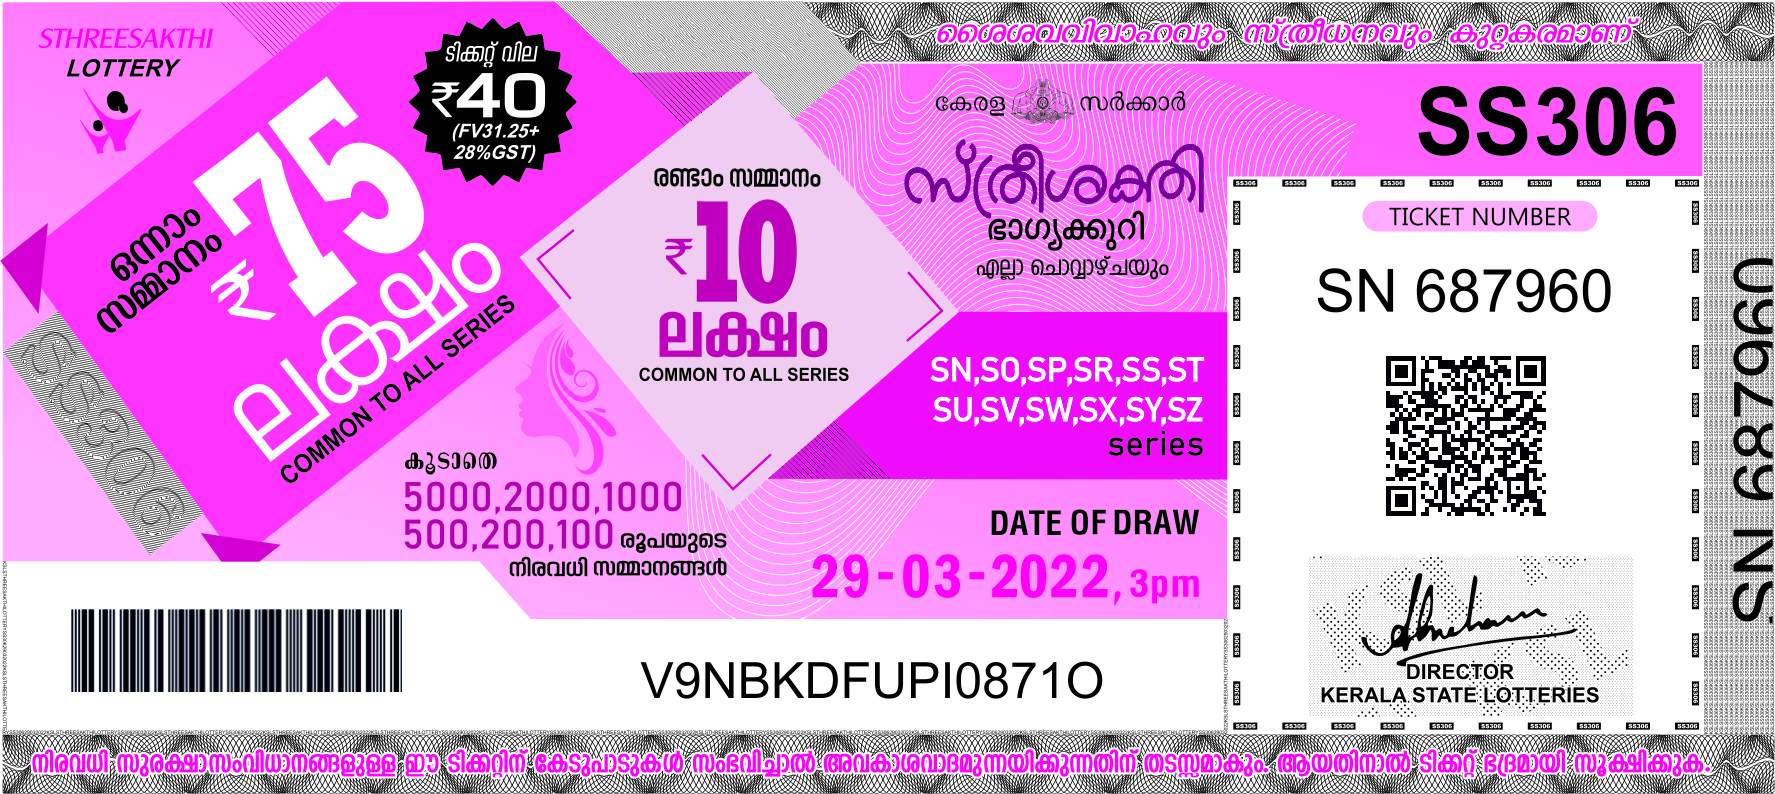 ശൈശവവിവാഹവും സ്ത്രീധനവും കുറ്റകരമാണ്
STHREESAKTHI
LOTTERY
ടിക്കറ്റ് വില
₹40
(FV31.25+
28%GST)
ഒന്നാം
സമ്മാനം
₹75
ലക്ഷം
COMMON TO ALL SERIES
രണ്ടാം സമ്മാനം
₹10
ലക്ഷം
COMMON TO ALL SERIES
കേരള സർക്കാർ
സ്ത്രീശക്തി
ഭാഗ്യക്കുറി
എല്ലാ ചൊവ്വാഴ്ചയും
SS306
TICKET NUMBER
SN 687960
SN 687960
SN,SO,SP,SR,SS,ST
SU,SV,SW,SX,SY,SZ
series
കൂടാതെ
5000,2000,1000
500,200,100 രൂപയുടെ
നിരവധി സമ്മാനങ്ങൾ
DATE OF DRAW
29-03-2022, 3pm
V9NBKDFUPI0871O
DIRECTOR
KERALA STATE LOTTERIES
നിരവധി സുരക്ഷാസംവിധാനങ്ങളുള്ള ഈ ടിക്കറ്റിന് കേടുപാടുകൾ സംഭവിച്ചാൽ അവകാശവാദമുന്നയിക്കുന്നതിന് തടസ്സമാകും. ആയതിനാൽ ടിക്കറ്റ് ഭദ്രമായി സൂക്ഷിക്കുക.